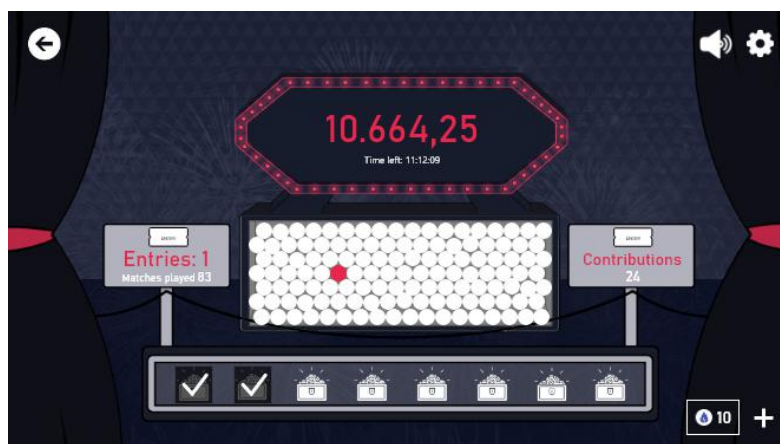 10.664,25
Time left: 11:12:09
Entries: 1
Matches played 83
Contributions
24
10